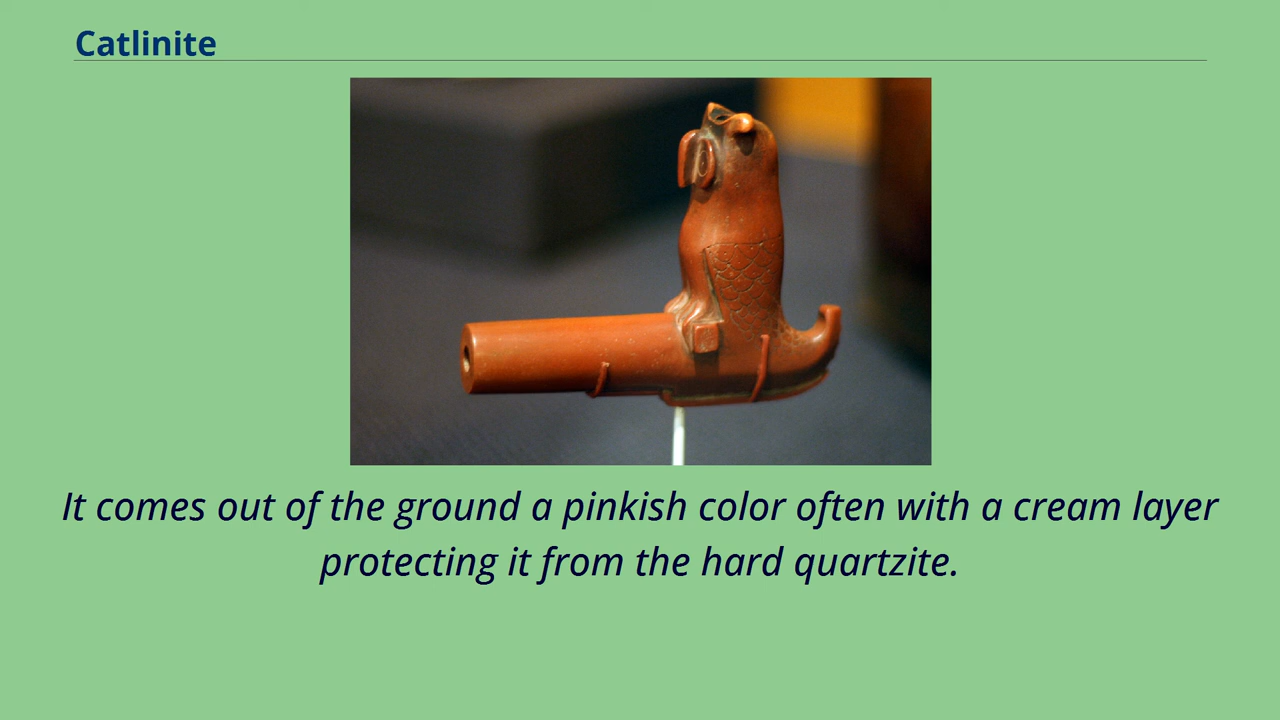 Catlinite
It comes out of the ground a pinkish color often with a cream layer
protecting it from the hard quartzite.